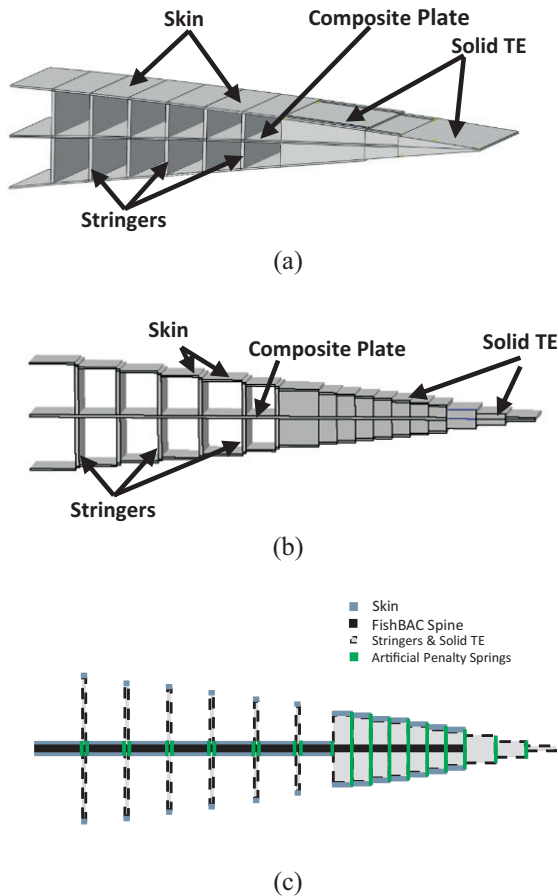 Skin
Composite Plate
Solid TE
Stringers
(a)
Skin
Composite Plate
Solid TE
Stringers
(b)
Skin
FishBAC Spine
Stringers & Solid TE
Artificial Penalty Springs
(c)